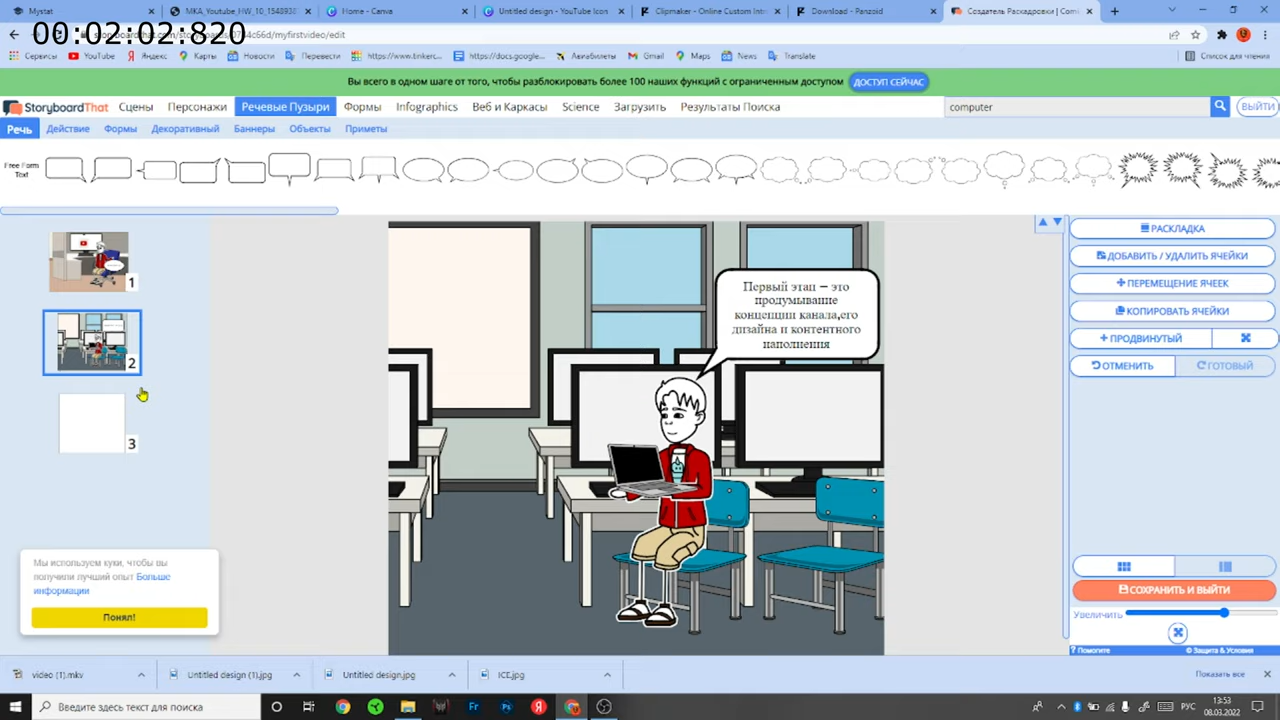 Mystat
MKA_Youtube_HW_10_1548938
Home - Canva
Untitled design - YouTube Icon
Clipmaker - Online Custom Intro
Download - Panzoid
Создатель Раскадровки | Comi
00:02:02:820
myfirstvideo/edit
Сервисы
YouTube
Яндекс
Карты
Новости
Перевести
https://www.tinkerc...
https://docs.google...
Авиабилеты
Gmail
Maps
News
Translate
Список для чтения
Вы всего в одном шаге от того, чтобы разблокировать более 100 наших функций с ограниченным доступом
ДОСТУП СЕЙЧАС
StoryboardThat
Сцены
Персонажи
Речевые Пузыри
Формы
Infographics
Веб и Каркасы
Science
Загрузить
Результаты Поиска
computer
ВЫЙТИ
Речь
Действие
Формы
Декоративный
Баннеры
Объекты
Приметы
Free Form
Text
1
2
3
Первый этап – это
продумывание
концепции канала,его
дизайна и контентного
наполнения
РАСКЛАДКА
ДОБАВИТЬ / УДАЛИТЬ ЯЧЕЙКИ
ПЕРЕМЕЩЕНИЕ ЯЧЕЕК
КОПИРОВАТЬ ЯЧЕЙКИ
ПРОДВИНУТЫЙ
ОТМЕНИТЬ
ГОТОВЫЙ
СОХРАНИТЬ И ВЫЙТИ
Увеличить
? Помогите
© Защита & Условия
Мы используем куки, чтобы вы
получили лучший опыт Больше
информации
Понял!
video (1).mkv
Untitled design (1).jpg
Untitled design.jpg
ICE.jpg
Показать все
Введите здесь текст для поиска
Fr
Ps
РУС
13:53
08.03.2022